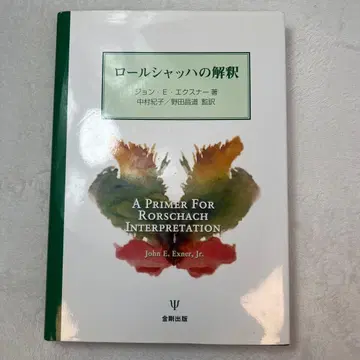 ロールシャッハの解釈
ジョン・E・エクスナー 著
中村紀子／野田昌道 監訳
A PRIMER FOR
RORSCHACH
INTERPRETATION
John E. Exner, Jr.
金剛出版